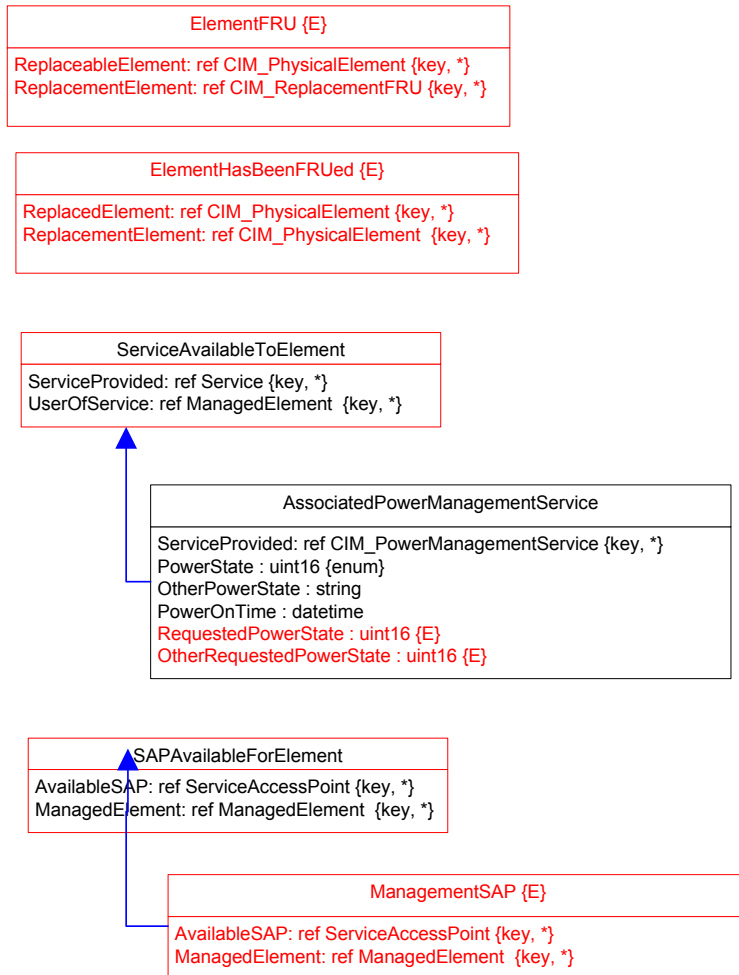 ElementFRU {E}
ReplaceableElement: ref CIM_PhysicalElement {key, *}
ReplacementElement: ref CIM_ReplacementFRU {key, *}
ElementHasBeenFRUed {E}
ReplacedElement: ref CIM_PhysicalElement {key, *}
ReplacementElement: ref CIM_PhysicalElement {key, *}
ServiceAvailableToElement
ServiceProvided: ref Service {key, *}
UserOfService: ref ManagedElement {key, *}
AssociatedPowerManagementService
ServiceProvided: ref CIM_PowerManagementService {key, *}
PowerState : uint16 {enum}
OtherPowerState : string
PowerOnTime : datetime
RequestedPowerState : uint16 {E}
OtherRequestedPowerState : uint16 {E}
SAPAvailableForElement
AvailableSAP: ref ServiceAccessPoint {key, *}
ManagedElement: ref ManagedElement {key, *}
ManagementSAP {E}
AvailableSAP: ref ServiceAccessPoint {key, *}
ManagedElement: ref ManagedElement {key, *}